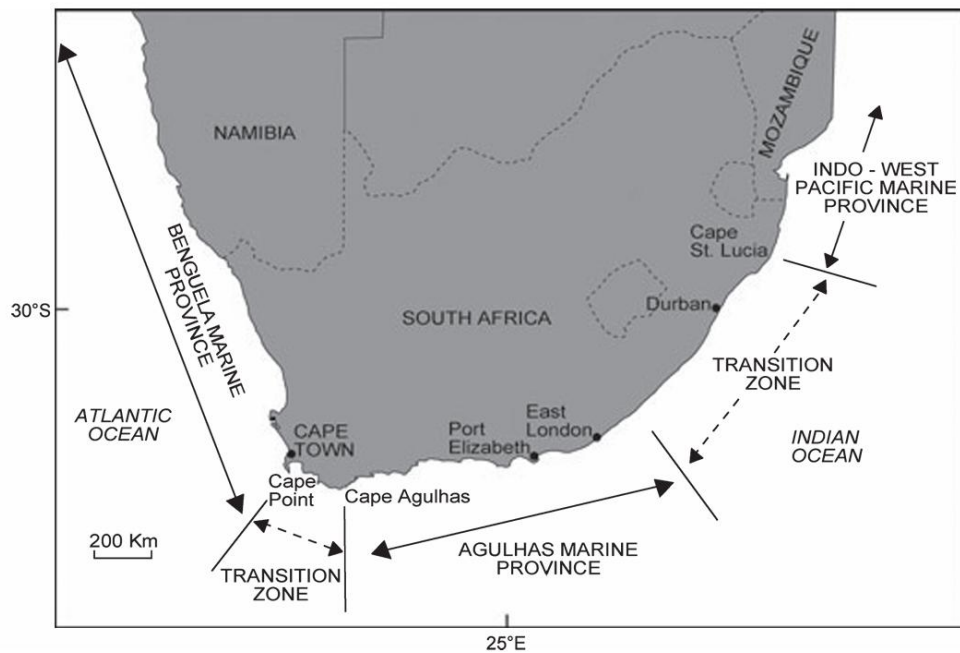 NAMIBIA
MOZAMBIQUE
INDO - WEST
PACIFIC MARINE
PROVINCE
Cape
St. Lucia
BENGUELA MARINE
PROVINCE
30°S
SOUTH AFRICA
Durban
TRANSITION
ZONE
ATLANTIC
OCEAN
CAPE
TOWN
Port
Elizabeth
East
London
INDIAN
OCEAN
Cape
Point
Cape Agulhas
200 Km
TRANSITION
ZONE
AGULHAS MARINE
PROVINCE
25°E